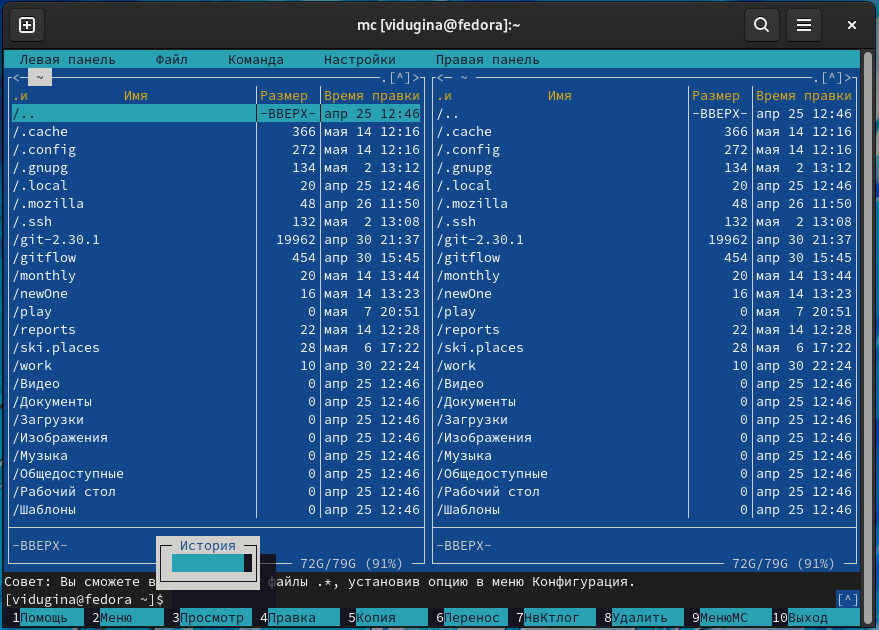 mc [vidugina@fedora]:~
Левая панель Файл Команда Настройки Правая панель
<─ ~ .[^]> <─ ~ .[^]>
.и Имя Размер Время правки .и Имя Размер Время правки
/.. -ВВЕРХ- апр 25 12:46 /.. -ВВЕРХ- апр 25 12:46
/.cache 366 мая 14 12:16 /.cache 366 мая 14 12:16
/.config 272 мая 14 12:16 /.config 272 мая 14 12:16
/.gnupg 134 мая 2 13:12 /.gnupg 134 мая 2 13:12
/.local 20 апр 25 12:46 /.local 20 апр 25 12:46
/.mozilla 48 апр 26 11:50 /.mozilla 48 апр 26 11:50
/.ssh 132 мая 2 13:08 /.ssh 132 мая 2 13:08
/git-2.30.1 19962 апр 30 21:37 /git-2.30.1 19962 апр 30 21:37
/gitflow 454 апр 30 15:45 /gitflow 454 апр 30 15:45
/monthly 20 мая 14 13:44 /monthly 20 мая 14 13:44
/newOne 16 мая 14 13:23 /newOne 16 мая 14 13:23
/play 0 мая 7 20:51 /play 0 мая 7 20:51
/reports 22 мая 14 12:28 /reports 22 мая 14 12:28
/ski.places 28 мая 6 17:22 /ski.places 28 мая 6 17:22
/work 10 апр 30 22:24 /work 10 апр 30 22:24
/Видео 0 апр 25 12:46 /Видео 0 апр 25 12:46
/Документы 0 апр 25 12:46 /Документы 0 апр 25 12:46
/Загрузки 0 апр 25 12:46 /Загрузки 0 апр 25 12:46
/Изображения 0 апр 25 12:46 /Изображения 0 апр 25 12:46
/Музыка 0 апр 25 12:46 /Музыка 0 апр 25 12:46
/Общедоступные 0 апр 25 12:46 /Общедоступные 0 апр 25 12:46
/Рабочий стол 0 апр 25 12:46 /Рабочий стол 0 апр 25 12:46
/Шаблоны 0 апр 25 12:46 /Шаблоны 0 апр 25 12:46
-ВВЕРХ- История -ВВЕРХ-
72G/79G (91%) 72G/79G (91%)
Совет: Вы сможете в файлы .*, установив опцию в меню Конфигурация.
[vidugina@fedora ~]$ [^]
1Помощь 2Меню 3Просмотр 4Правка 5Копия 6Перенос 7НвКтлог 8Удалить 9МенюMC 10Выход